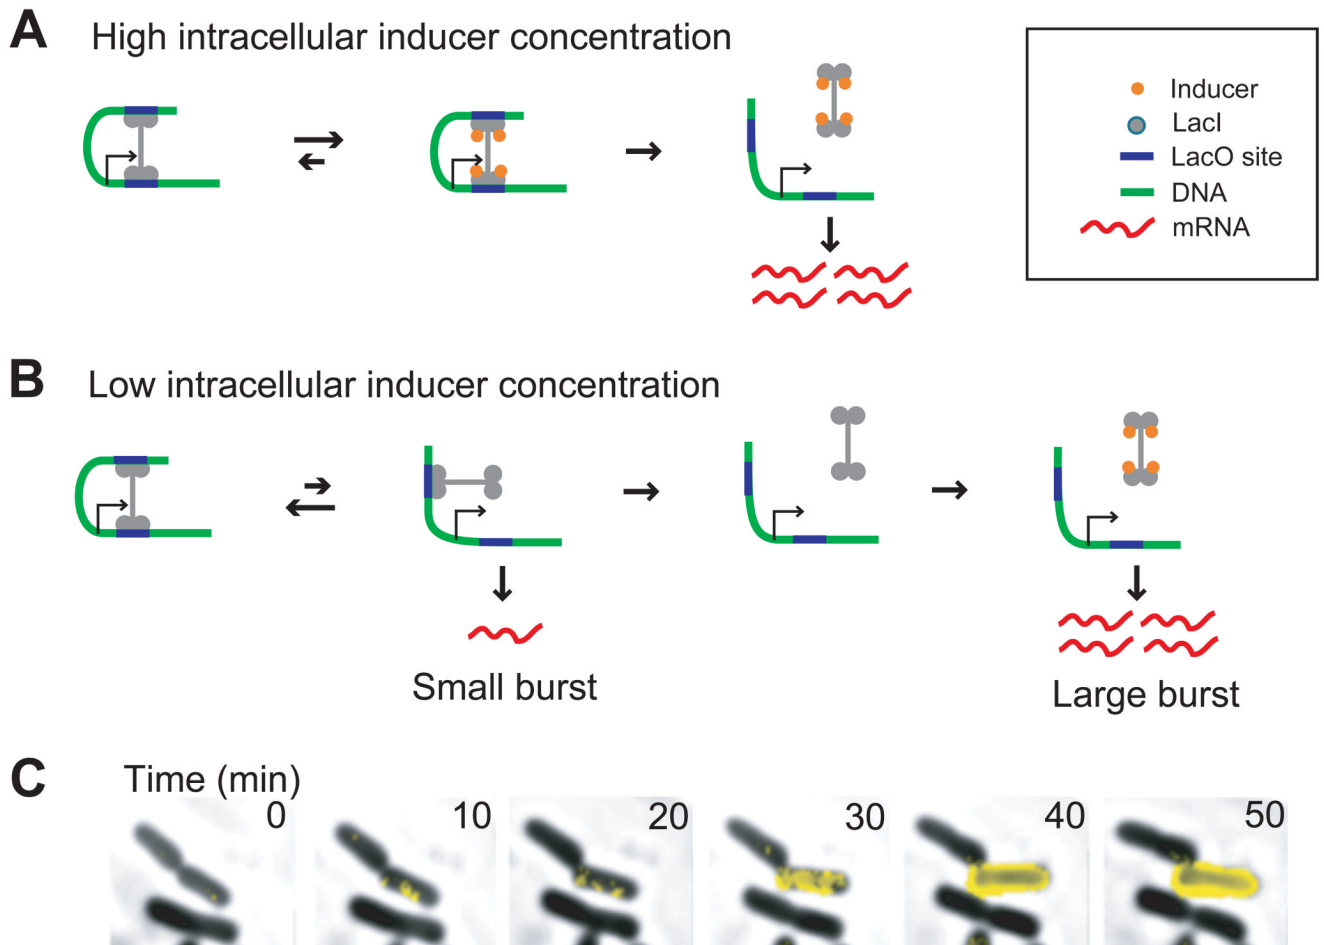 A High intracellular inducer concentration
Inducer
LacI
LacO site
DNA
mRNA
B Low intracellular inducer concentration
Small burst
Large burst
C Time (min)
0 10 20 30 40 50